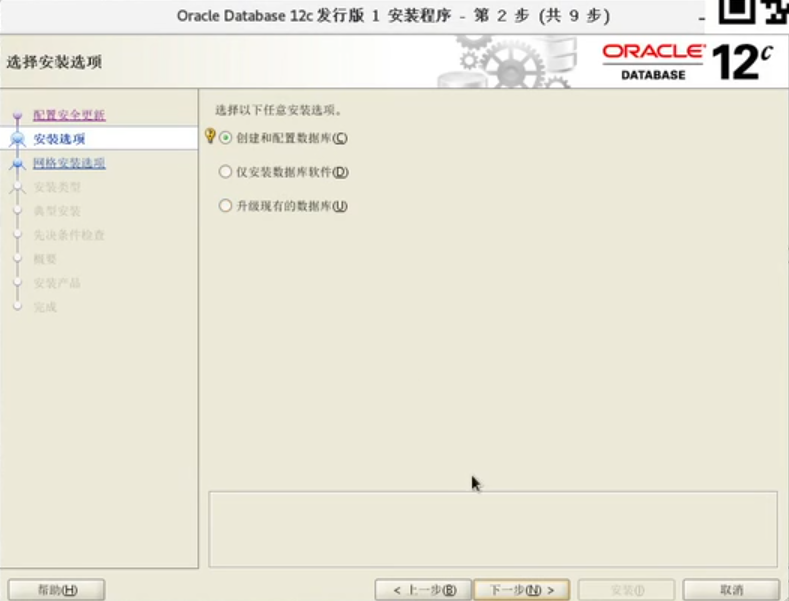 Oracle Database 12c 发行版 1 安装程序 - 第 2 步 (共 9 步)
选择安装选项
ORACLE
DATABASE
12c
配置安全更新
安装选项
网格安装选项
安装类型
典型安装
先决条件检查
概要
安装产品
完成
选择以下任意安装选项。
创建和配置数据库(C)
仅安装数据库软件(D)
升级现有的数据库(U)
帮助(H)
< 上一步(B)
下一步(N) >
安装(I)
取消